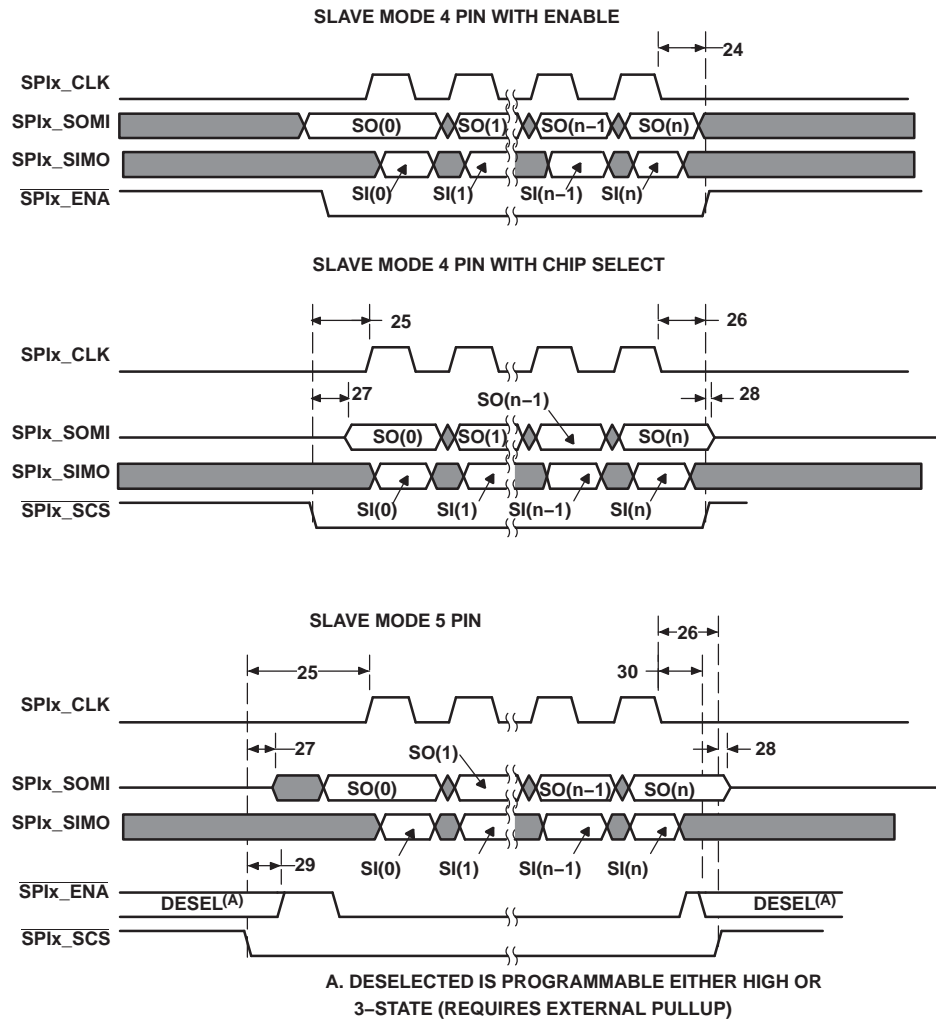 SLAVE MODE 4 PIN WITH ENABLE
24
SPIx_CLK
SPIx_SOMI
SO(0) SO(1) SO(n−1 SO(n)
SPIx_SIMO
SPIx_ENA
SI(0) SI(1) SI(n−1) SI(n)
SLAVE MODE 4 PIN WITH CHIP SELECT
25 26
SPIx_CLK
27 28
SO(n−1)
SPIx_SOMI
SO(0) SO(1) SO(n)
SPIx_SIMO
SPIx_SCS
SI(0) SI(1) SI(n−1) SI(n)
SLAVE MODE 5 PIN
26
25 30
SPIx_CLK
27 SO(1) 28
SPIx_SOMI
SO(0) SO(n−1) SO(n)
SPIx_SIMO
29 SI(0) SI(1) SI(n−1) SI(n)
SPIx_ENA
DESEL(A) DESEL(A)
SPIx_SCS
A. DESELECTED IS PROGRAMMABLE EITHER HIGH OR
3−STATE (REQUIRES EXTERNAL PULLUP)